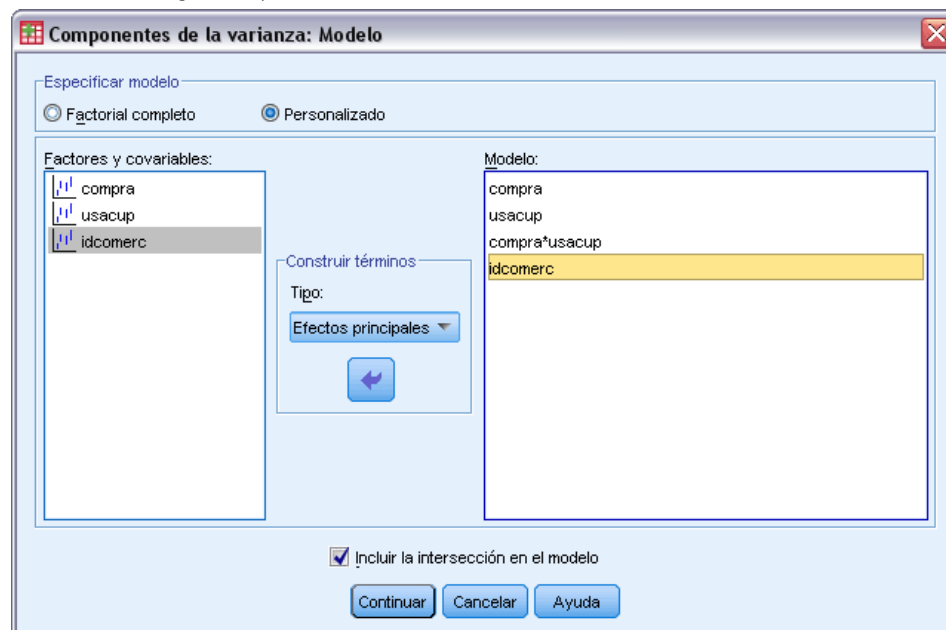 Componentes de la varianza: Modelo
Especificar modelo
Factorial completo
Personalizado
Factores y covariables:
compra
usacup
idcomerc
Construir términos
Tipo:
Efectos principales
Modelo:
compra
usacup
compra*usacup
idcomerc
Incluir la intersección en el modelo
Continuar
Cancelar
Ayuda